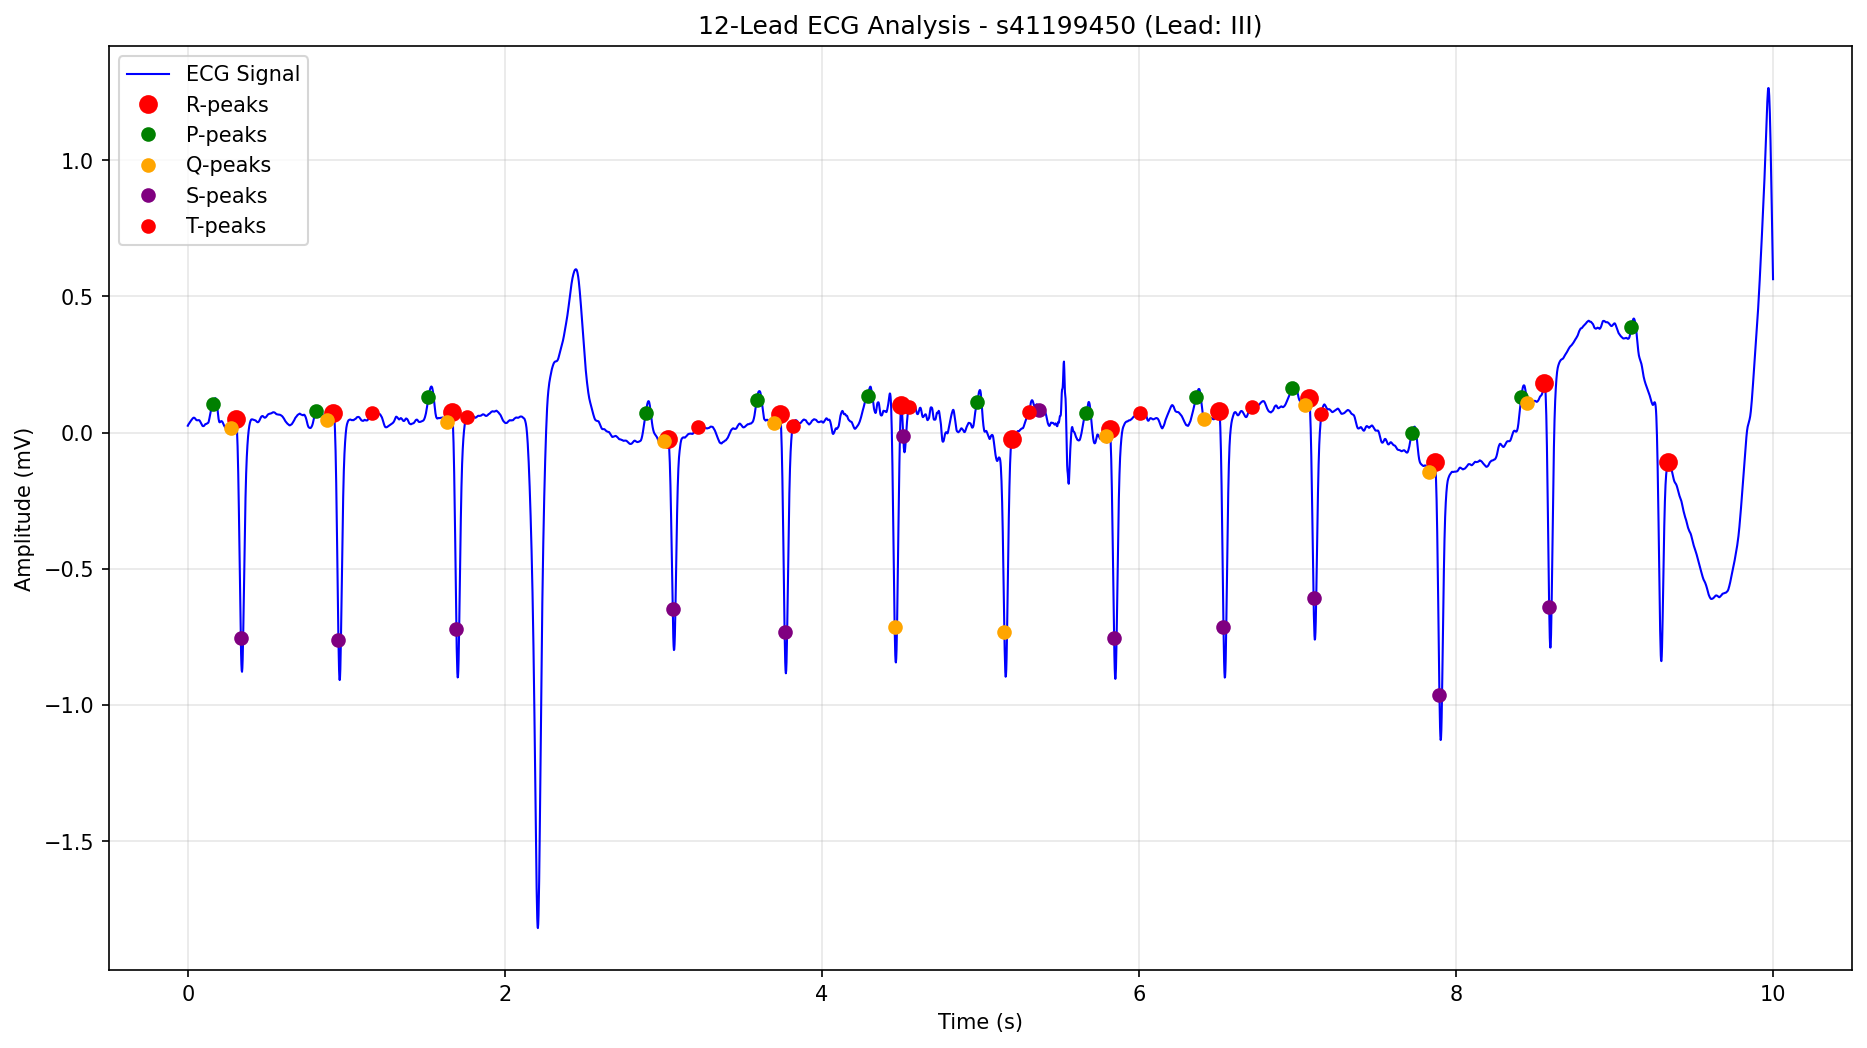 12-Lead ECG Analysis - s41199450 (Lead: III)
ECG Signal
R-peaks
P-peaks
Q-peaks
S-peaks
T-peaks
Amplitude (mV)
1.0
0.5
0.0
−0.5
−1.0
−1.5
0 2 4 6 8 10
Time (s)